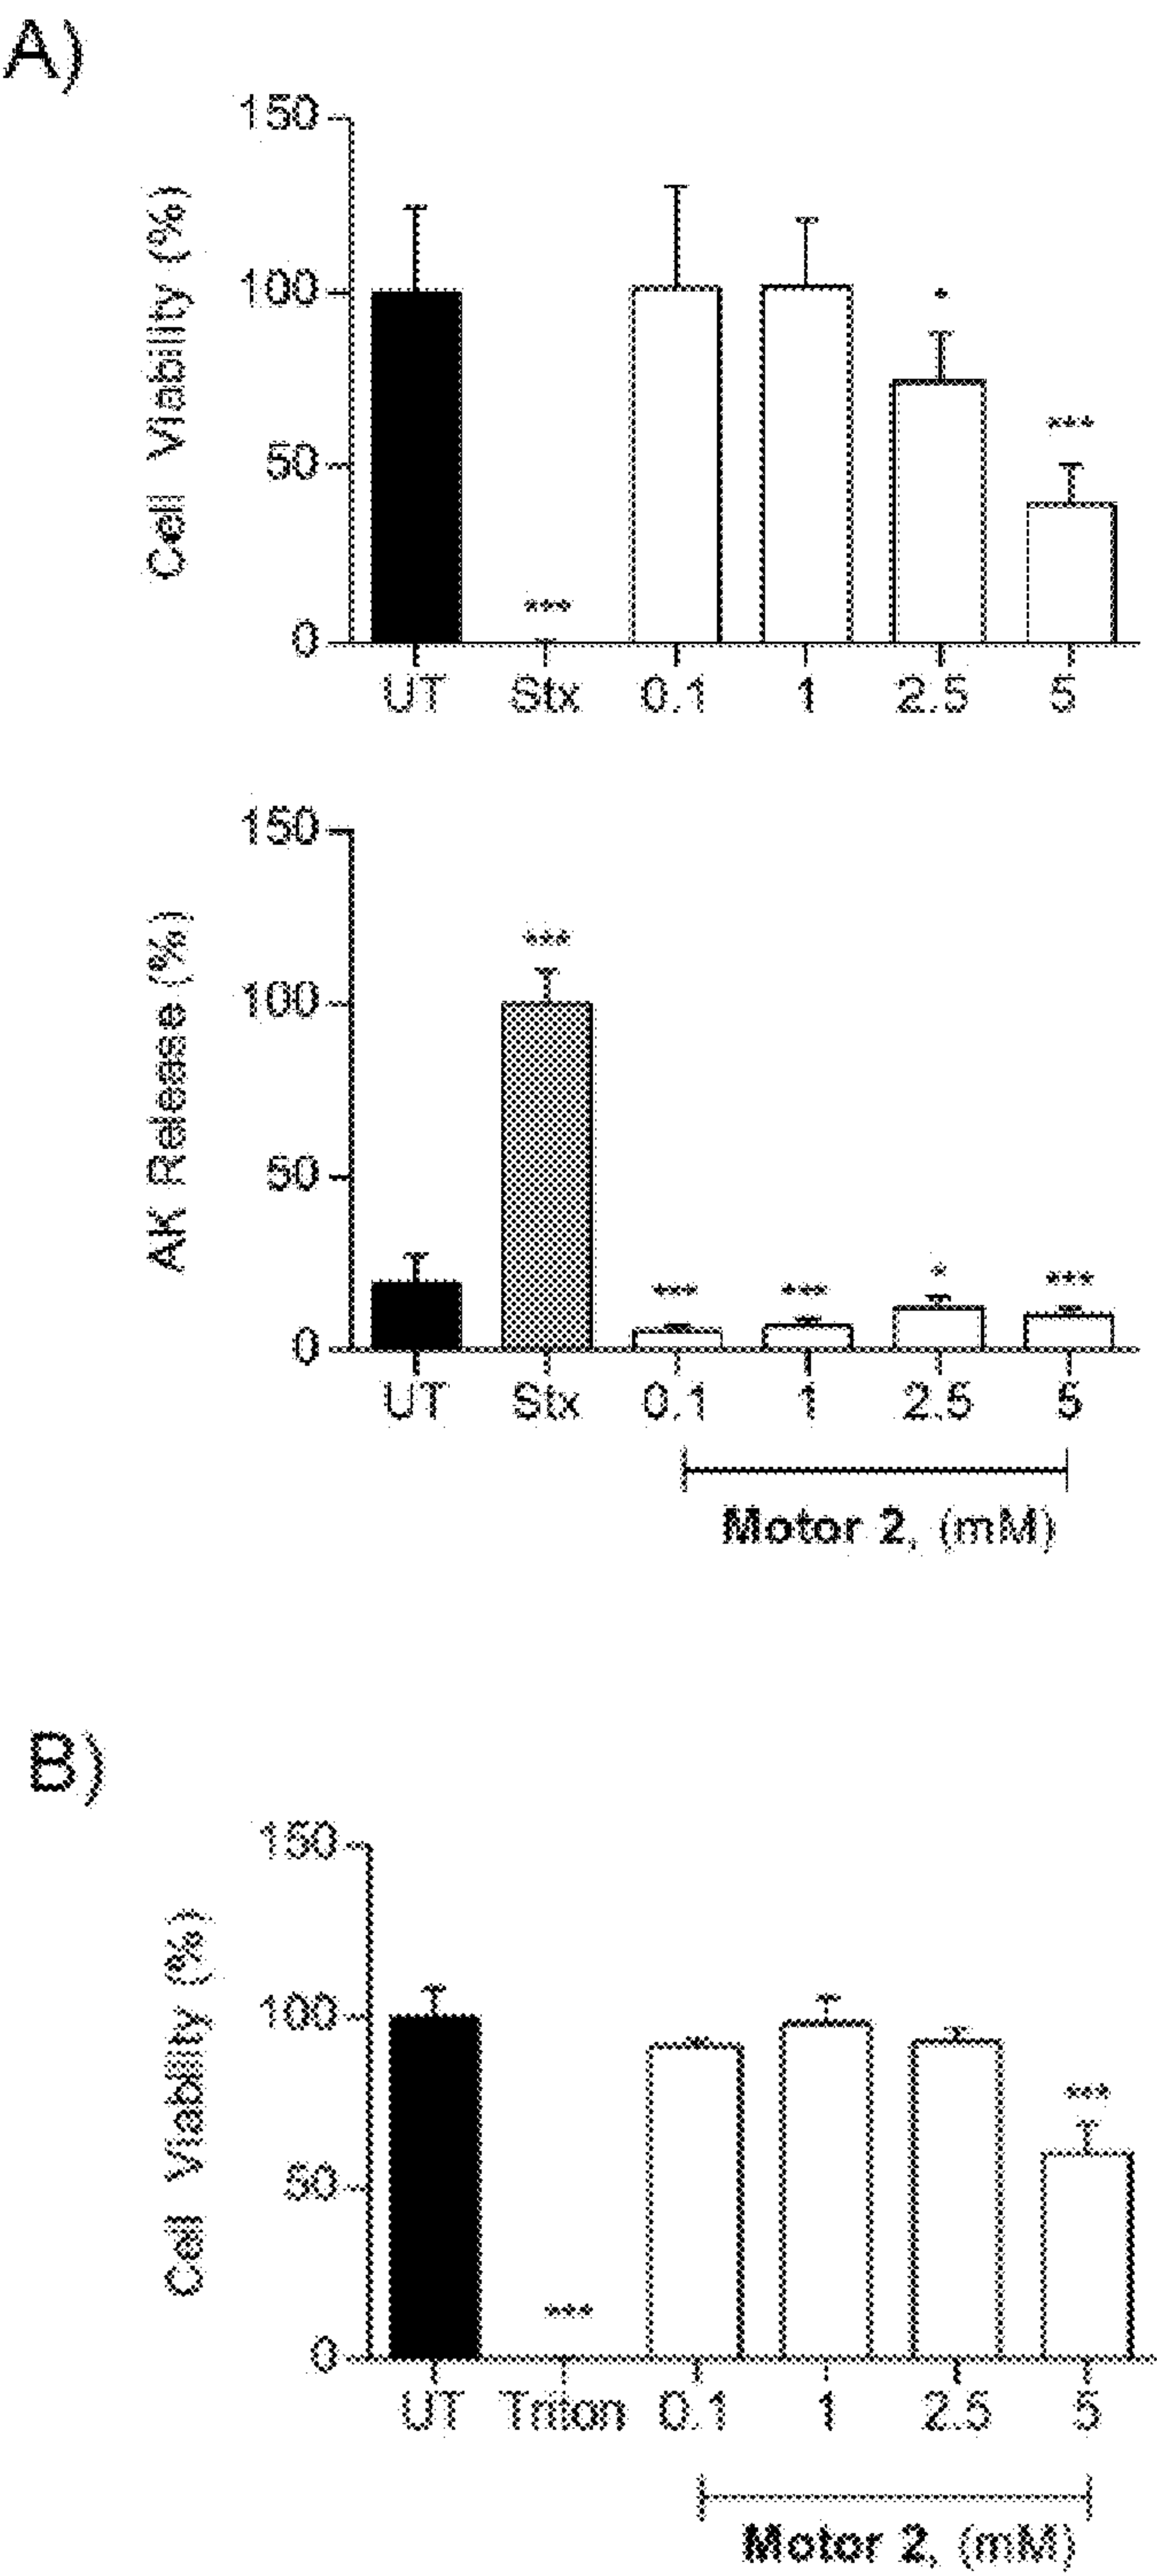 A)
150
100
50
0
Cell Viability (%)
***
*
***
UT Stx 0.1 1 2.5 5
150
100
50
0
AK Release (%)
***
***
***
*
***
UT Stx 0.1 1 2.5 5
Motor 2, (mM)
B)
150
100
50
0
Cell Viability (%)
***
***
UT Triton 0.1 1 2.5 5
Motor 2, (mM)